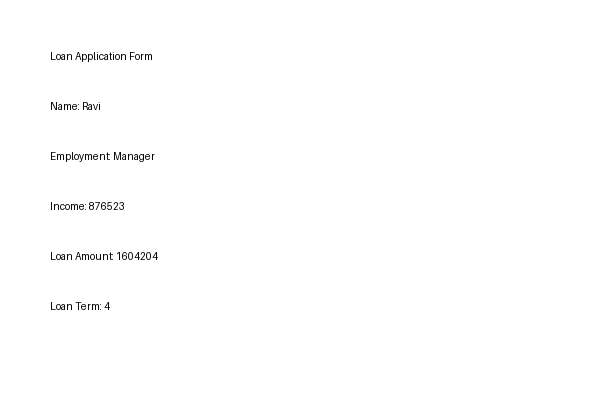 Loan Application Form
Name: Ravi
Employment: Manager
Income: 876523
Loan Amount: 1604204
Loan Term: 4